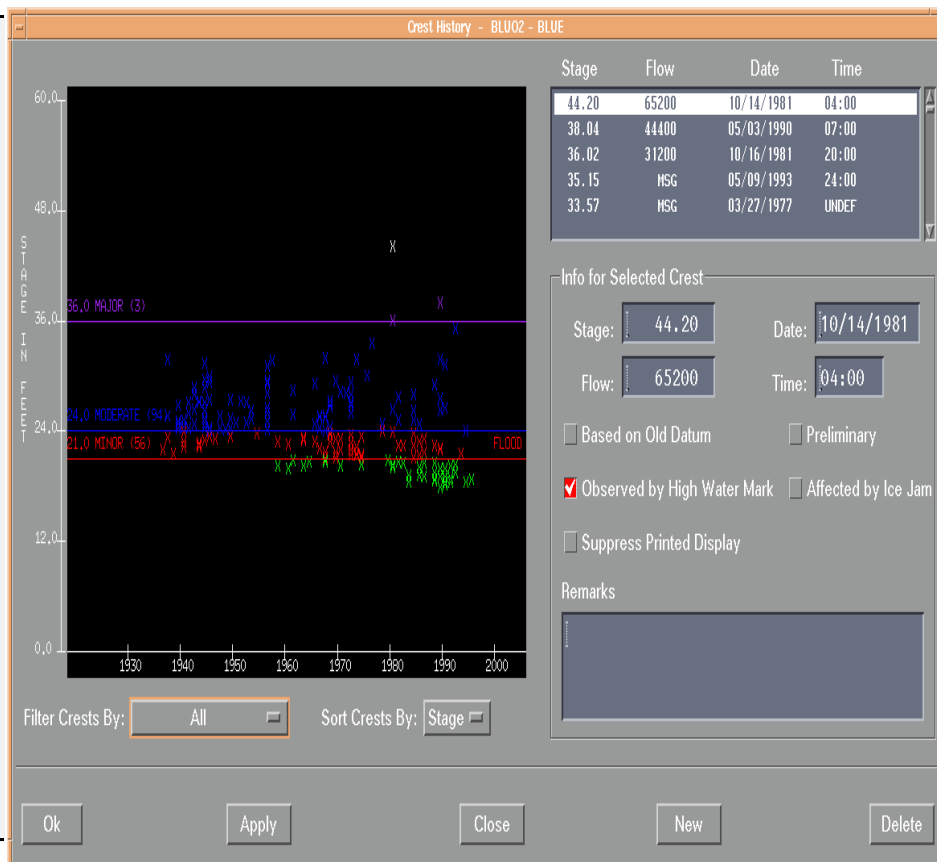 Crest History - BLUO2 - BLUE
Stage Flow Date Time
44.20 65200 10/14/1981 04:00
38.04 44400 05/03/1990 07:00
36.02 31200 10/16/1981 20:00
35.15 MSG 05/09/1993 24:00
33.57 MSG 03/27/1977 UNDEF
60.0
48.0
36.0
24.0
12.0
0.0
STAGE IN FEET
36.0 MAJOR (3)
24.0 MODERATE (94
21.0 MINOR (56) FLOOD
1930 1940 1950 1960 1970 1980 1990 2000
Info for Selected Crest
Stage: 44.20 Date: 10/14/1981
Flow: 65200 Time: 04:00
Based on Old Datum Preliminary
Observed by High Water Mark Affected by Ice Jam
Suppress Printed Display
Remarks
Filter Crests By: All Sort Crests By: Stage
Ok Apply Close New Delete